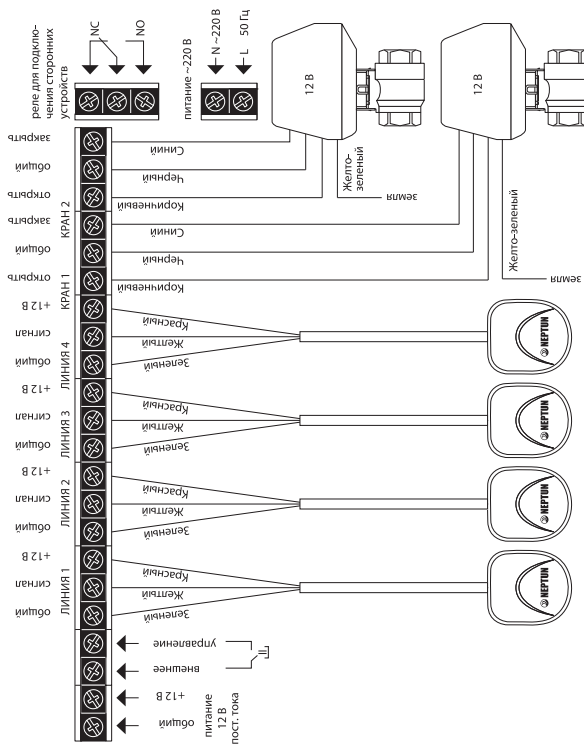 реле для подклю-
чения сторонних
устройств
NC
NO
питание ~220 В
N ~220 В
L 50 Гц
закрыть
общий
открыть
КРАН 2
закрыть
общий
открыть
КРАН 1
+12 В
сигнал
общий
ЛИНИЯ 4
+12 В
сигнал
общий
ЛИНИЯ 3
+12 В
сигнал
общий
ЛИНИЯ 2
+12 В
сигнал
общий
ЛИНИЯ 1
управление
внешнее
+12 В
общий
питание
12 В
пост. тока
Синий
Черный
Коричневый
Синий
Черный
Коричневый
Желто-
зеленый
земля
Желто-зеленый
земля
12 В
12 В
Красный
Желтый
Зеленый
Красный
Желтый
Зеленый
Красный
Желтый
Зеленый
Красный
Желтый
Зеленый
NEPTUN
NEPTUN
NEPTUN
NEPTUN